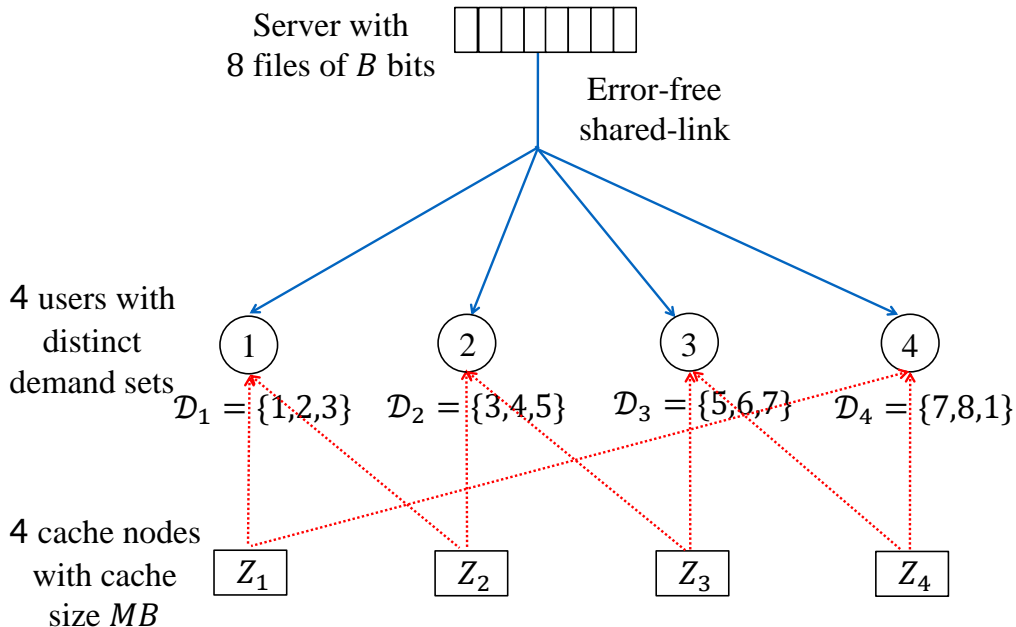 Server with
8 files of B bits
Error-free
shared-link
4 users with
distinct
demand sets
1
2
3
4
𝒟₁ = {1,2,3}
𝒟₂ = {3,4,5}
𝒟₃ = {5,6,7}
𝒟₄ = {7,8,1}
4 cache nodes
with cache
size MB
Z₁
Z₂
Z₃
Z₄